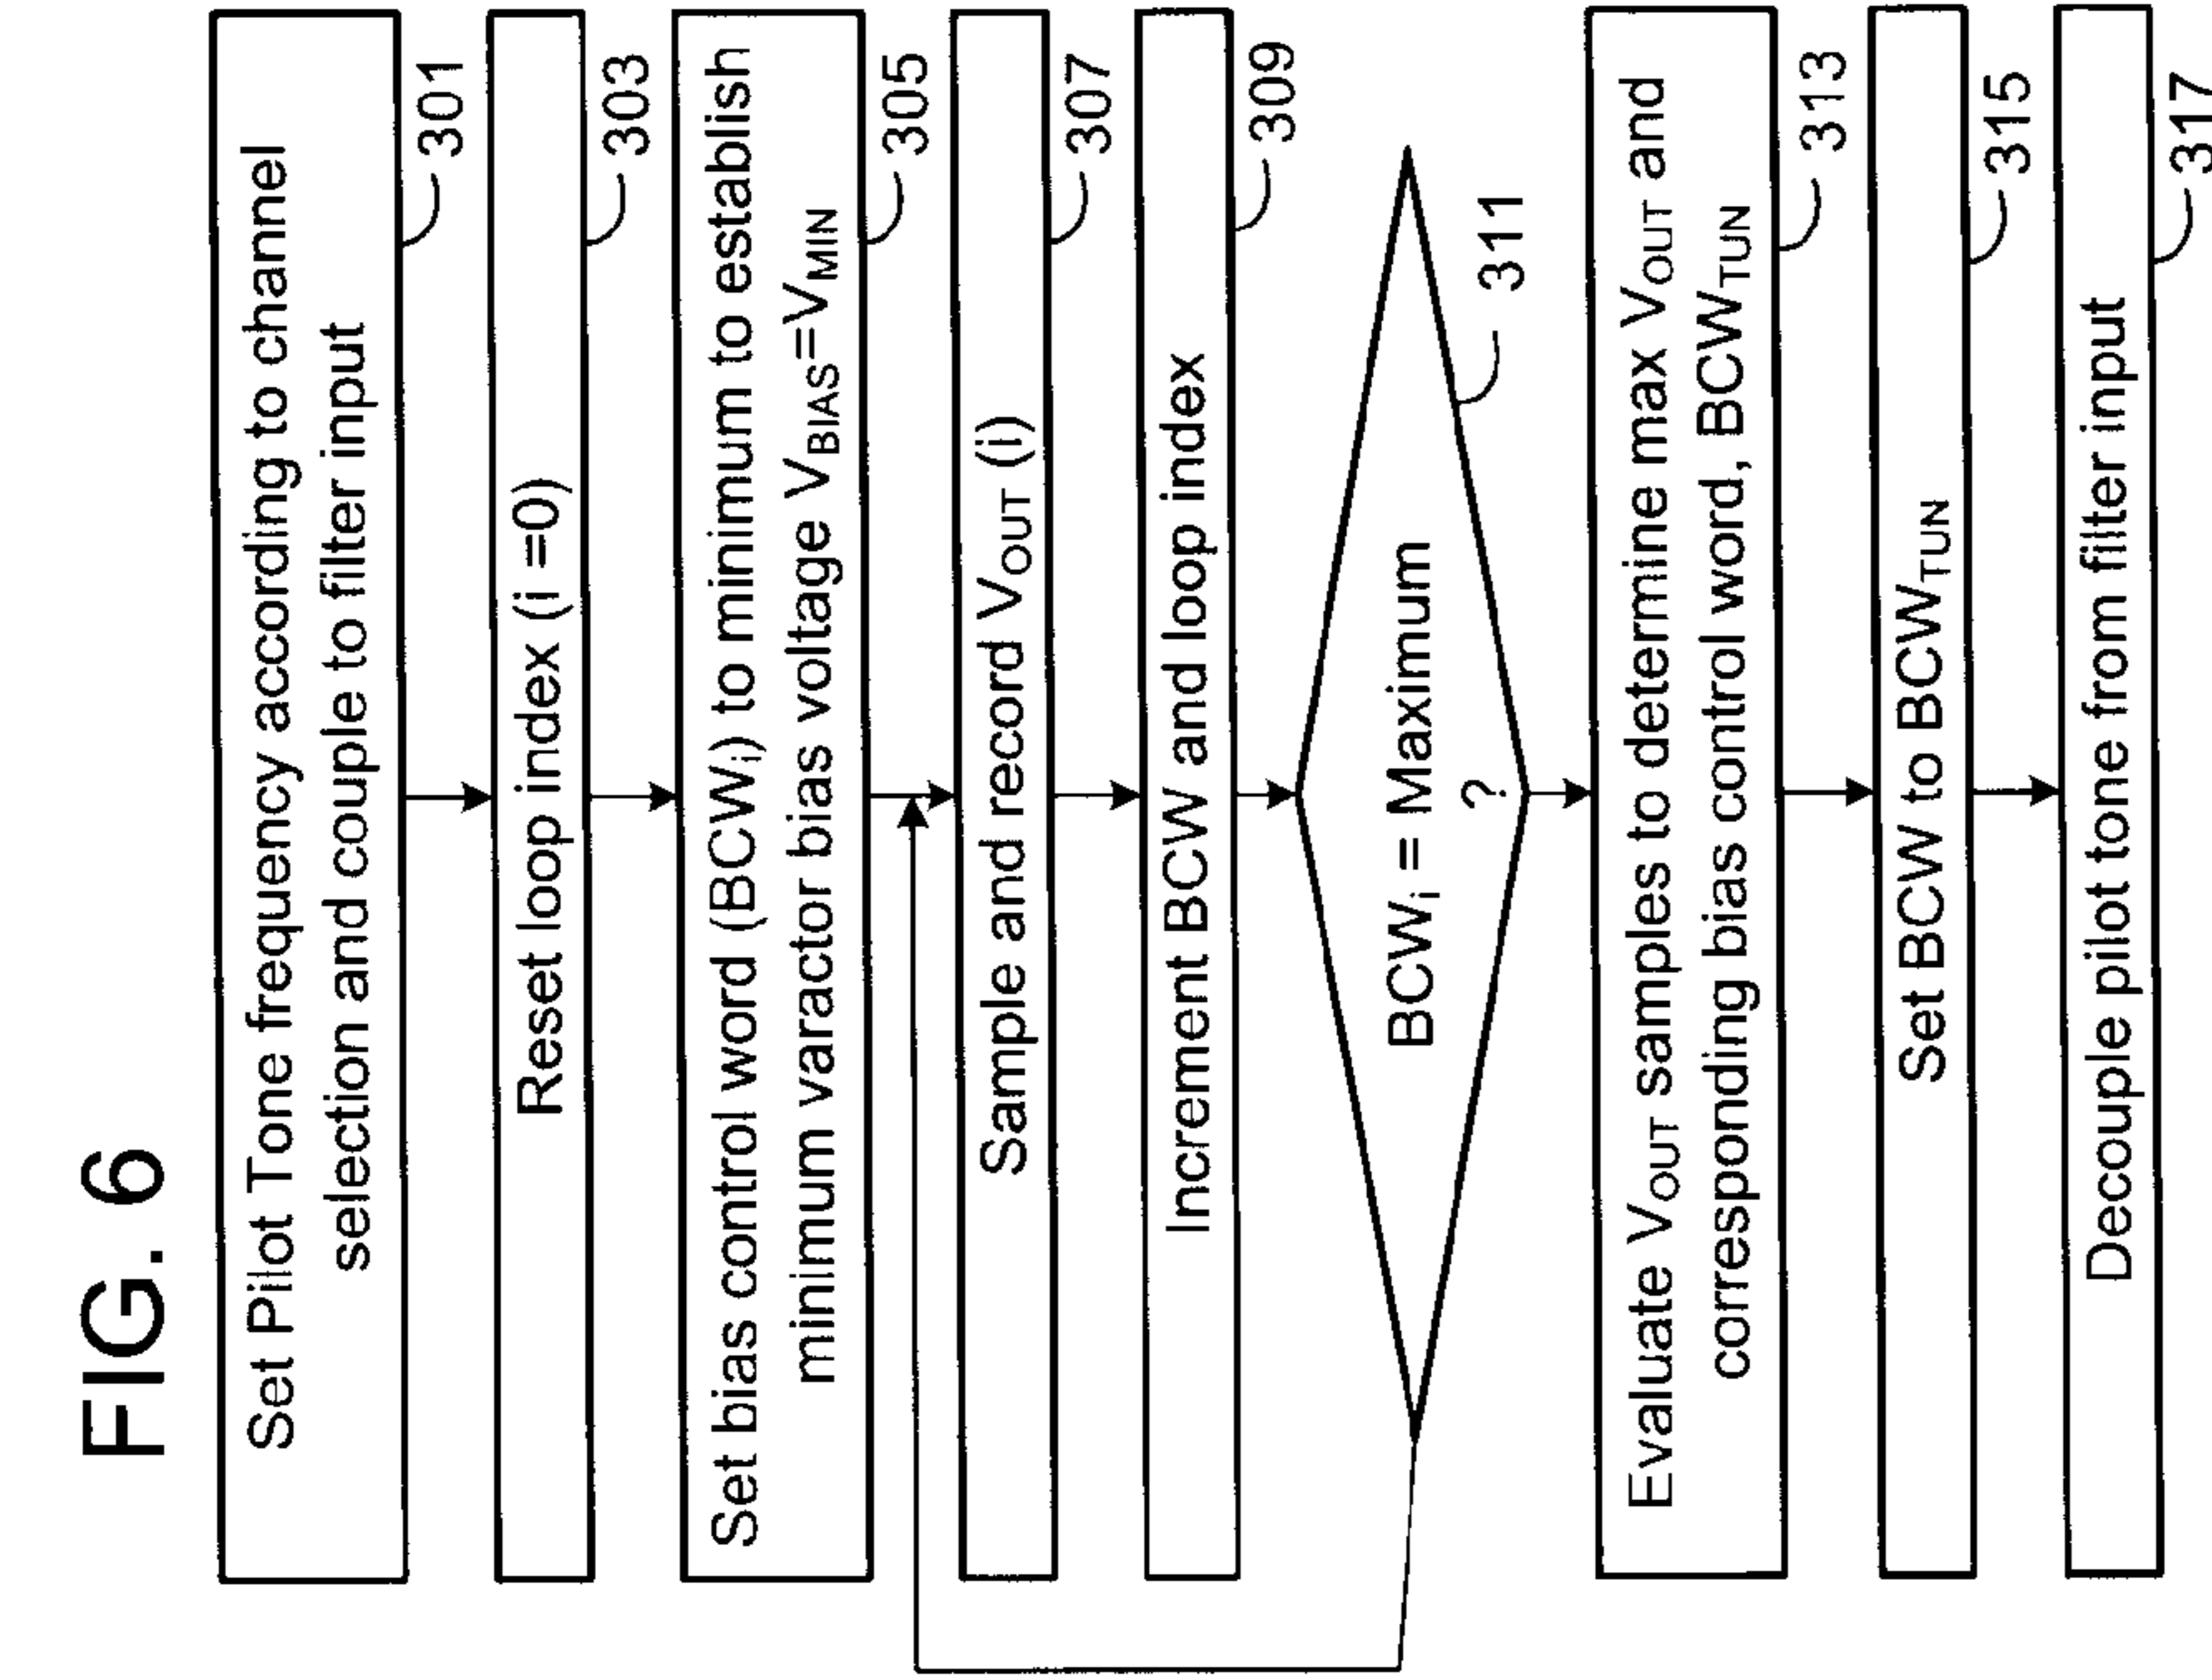 FIG. 6
Set Pilot Tone frequency according to channel
selection and couple to filter input
301
Reset loop index (i =0)
303
Set bias control word (BCWi) to minimum to establish
minimum varactor bias voltage VBIAS=VMIN
305
Sample and record VOUT (i)
307
Increment BCW and loop index
309
BCWi = Maximum
?
311
Evaluate VOUT samples to determine max VOUT and
corresponding bias control word, BCWTUN
313
Set BCW to BCWTUN
315
Decouple pilot tone from filter input
317